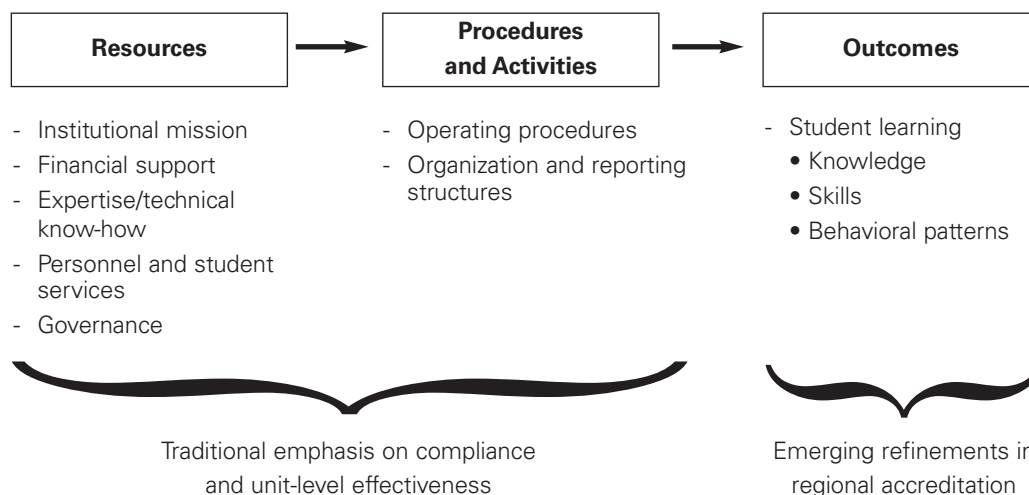 Resources
Procedures
and Activities
Outcomes
- Institutional mission
- Financial support
- Expertise/technical
know-how
- Personnel and student
services
- Governance
- Operating procedures
- Organization and reporting
structures
- Student learning
• Knowledge
• Skills
• Behavioral patterns
Traditional emphasis on compliance
and unit-level effectiveness
Emerging refinements in
regional accreditation